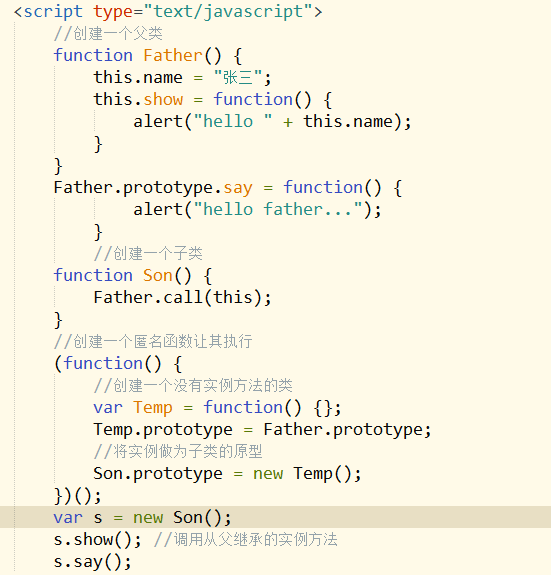 <script type="text/javascript">
//创建一个父类
function Father() {
this.name = "张三";
this.show = function() {
alert("hello " + this.name);
}
}
Father.prototype.say = function() {
alert("hello father...");
}
//创建一个子类
function Son() {
Father.call(this);
}
//创建一个匿名函数让其执行
(function() {
//创建一个没有实例方法的类
var Temp = function() {};
Temp.prototype = Father.prototype;
//将实例做为子类的原型
Son.prototype = new Temp();
})();
var s = new Son();
s.show(); //调用从父继承的实例方法
s.say();